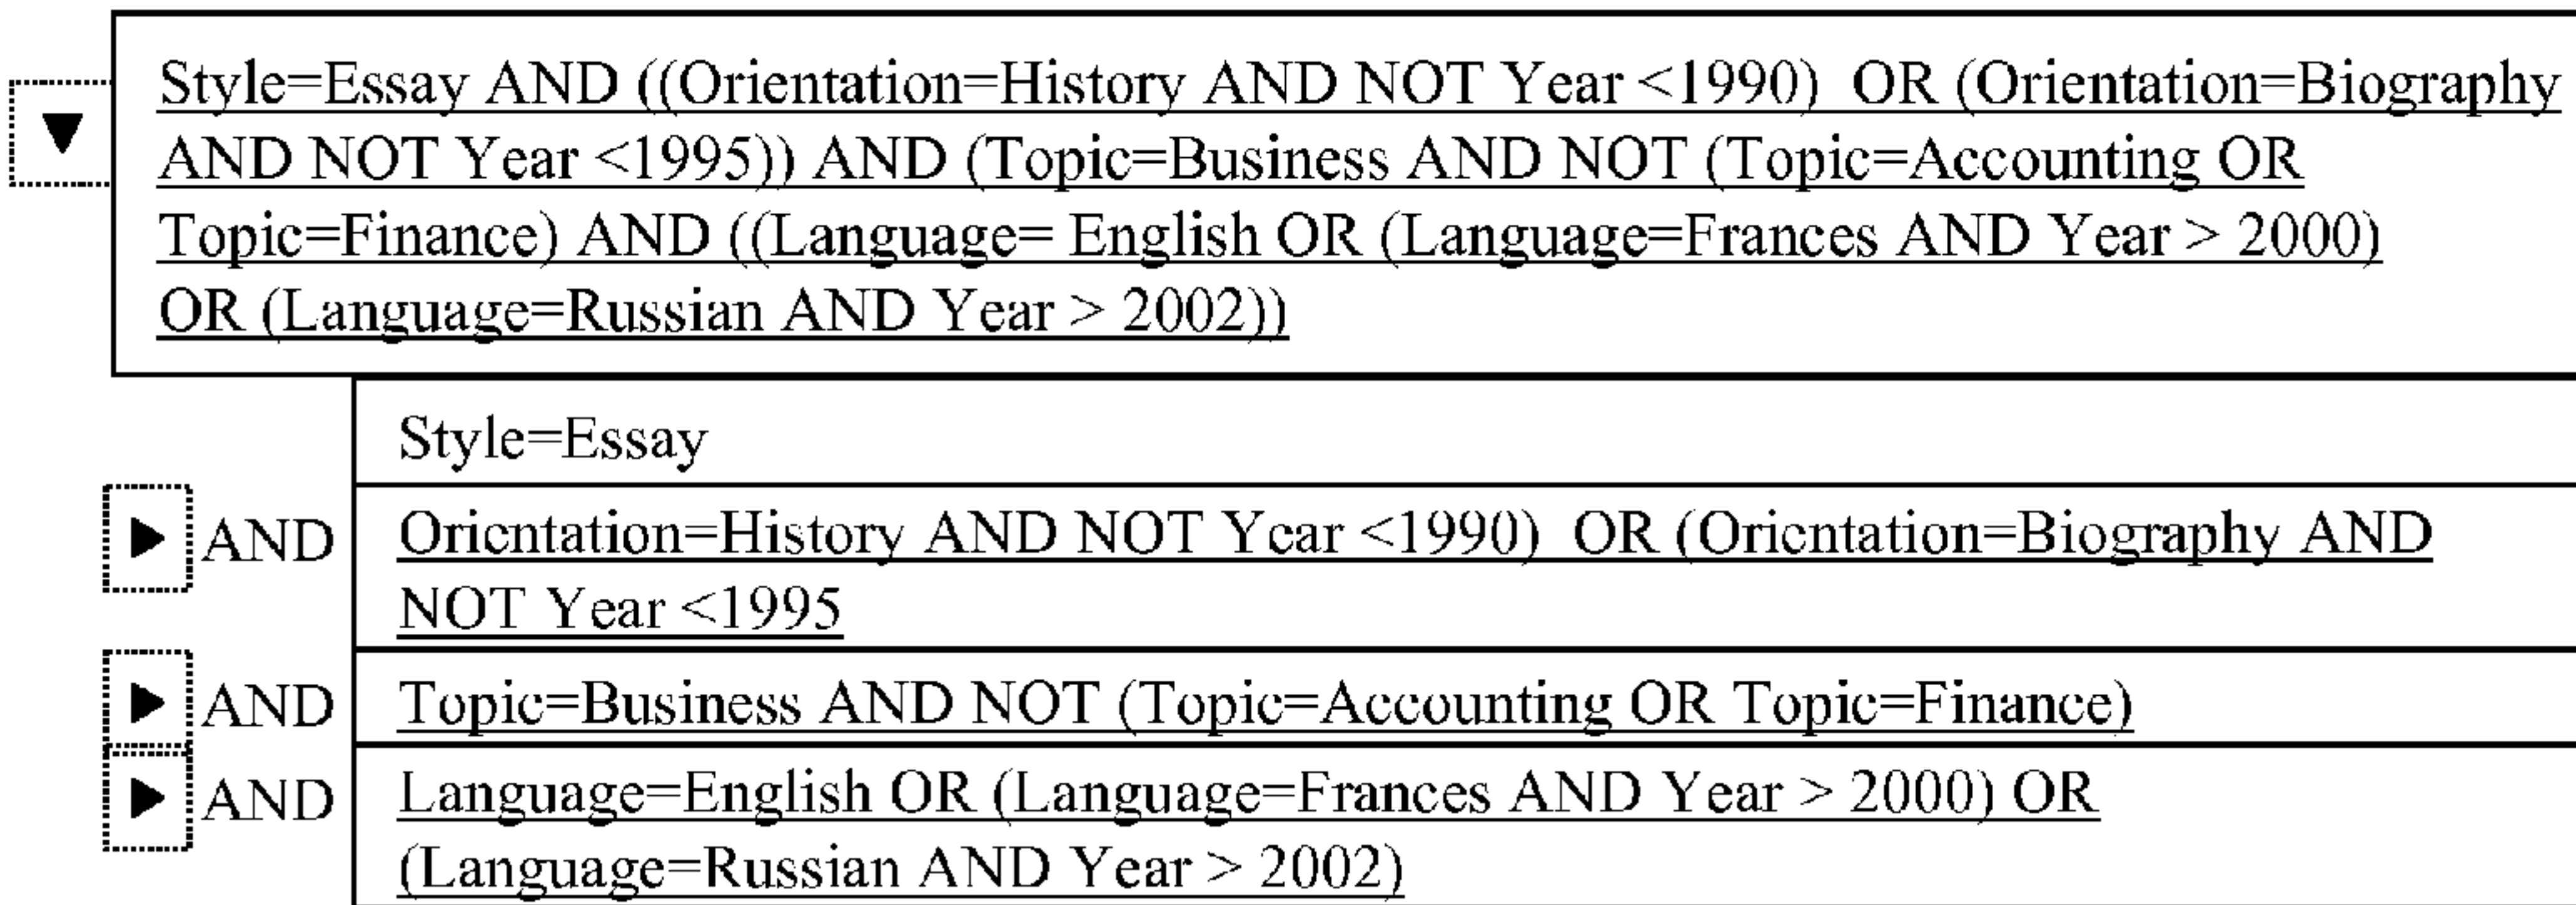 Style=Essay AND ((Orientation=History AND NOT Year <1990) OR (Orientation=Biography
AND NOT Year <1995)) AND (Topic=Business AND NOT (Topic=Accounting OR
Topic=Finance) AND ((Language= English OR (Language=Frances AND Year > 2000)
OR (Language=Russian AND Year > 2002))
Style=Essay
AND Orientation=History AND NOT Year <1990) OR (Orientation=Biography AND
NOT Year <1995
AND Topic=Business AND NOT (Topic=Accounting OR Topic=Finance)
AND Language=English OR (Language=Frances AND Year > 2000) OR
(Language=Russian AND Year > 2002)